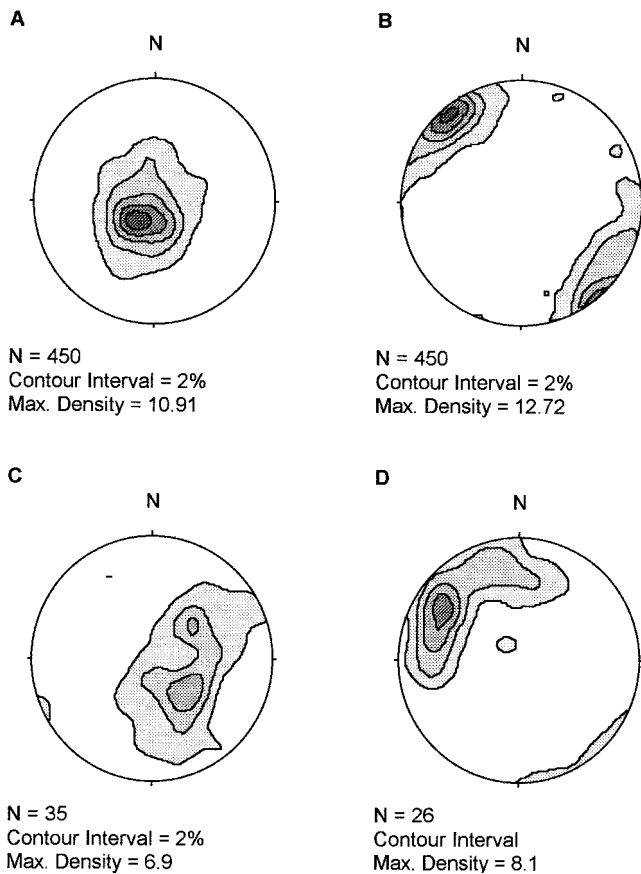 A
N
N = 450
Contour Interval = 2%
Max. Density = 10.91
B
N
N = 450
Contour Interval = 2%
Max. Density = 12.72
C
N
N = 35
Contour Interval = 2%
Max. Density = 6.9
D
N
N = 26
Contour Interval
Max. Density = 8.1